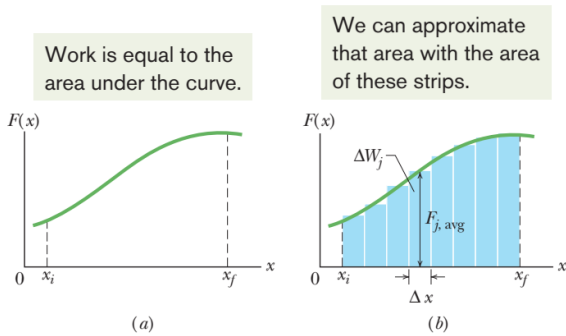 Work is equal to the
area under the curve.
F(x)
0
x_i
x_f
x
(a)
We can approximate
that area with the area
of these strips.
F(x)
ΔW_j
F_j, avg
0
x_i
x_f
x
Δx
(b)